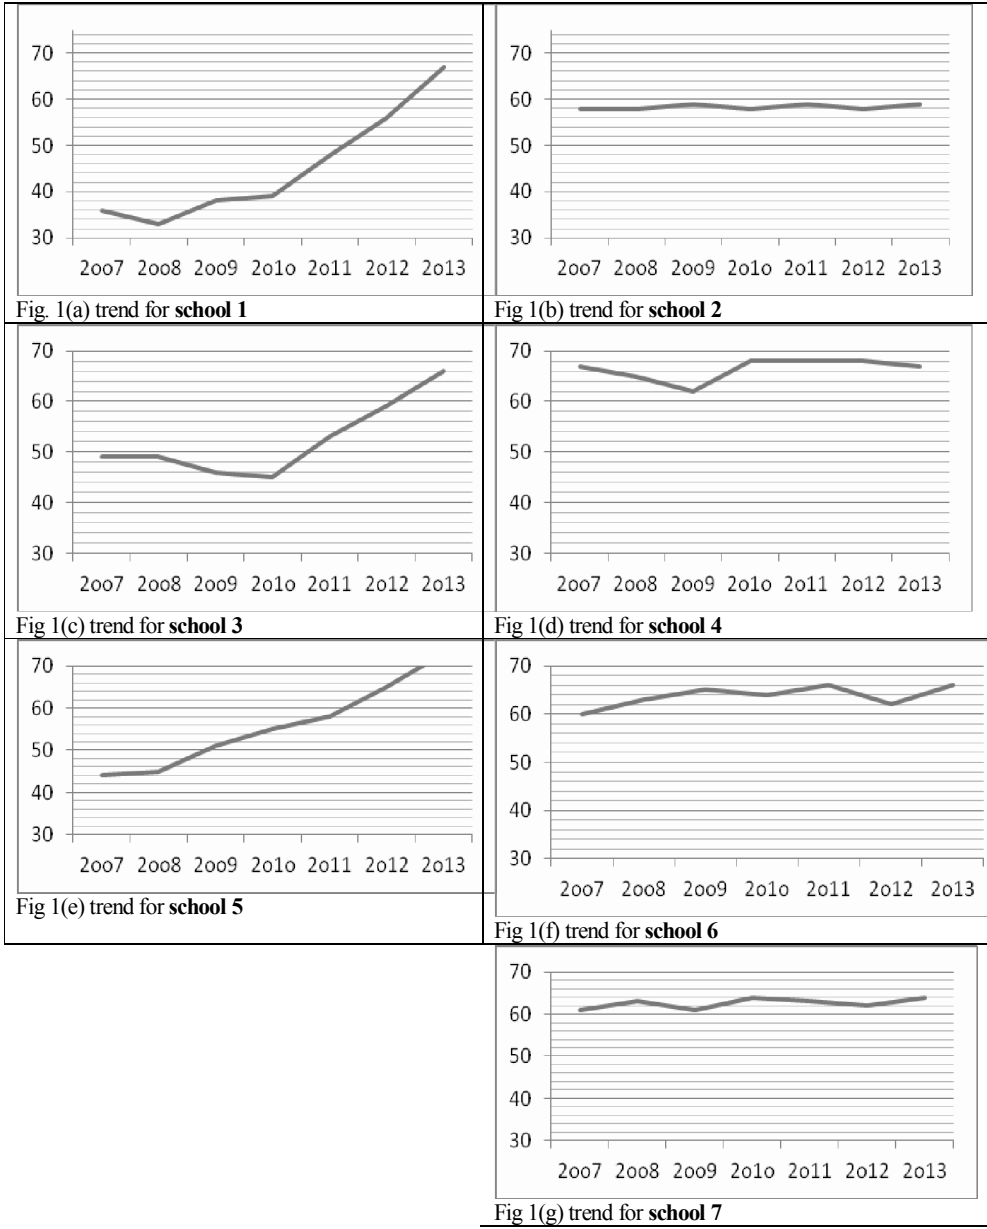 70
60
50
40
30
2oo7 2oo8 2oo9 2o1o 2o11 2o12 2o13
Fig. 1(a) trend for school 1
70
60
50
40
30
2oo7 2oo8 2oo9 2o1o 2o11 2o12 2o13
Fig 1(b) trend for school 2
70
60
50
40
30
2oo7 2oo8 2oo9 2o1o 2o11 2o12 2o13
Fig 1(c) trend for school 3
70
60
50
40
30
2oo7 2oo8 2oo9 2o1o 2o11 2o12 2o13
Fig 1(d) trend for school 4
70
60
50
40
30
2oo7 2oo8 2oo9 2o1o 2o11 2o12 2o13
Fig 1(e) trend for school 5
70
60
50
40
30
2oo7 2oo8 2oo9 2o1o 2o11 2o12 2o13
Fig 1(f) trend for school 6
70
60
50
40
30
2oo7 2oo8 2oo9 2o1o 2o11 2o12 2o13
Fig 1(g) trend for school 7